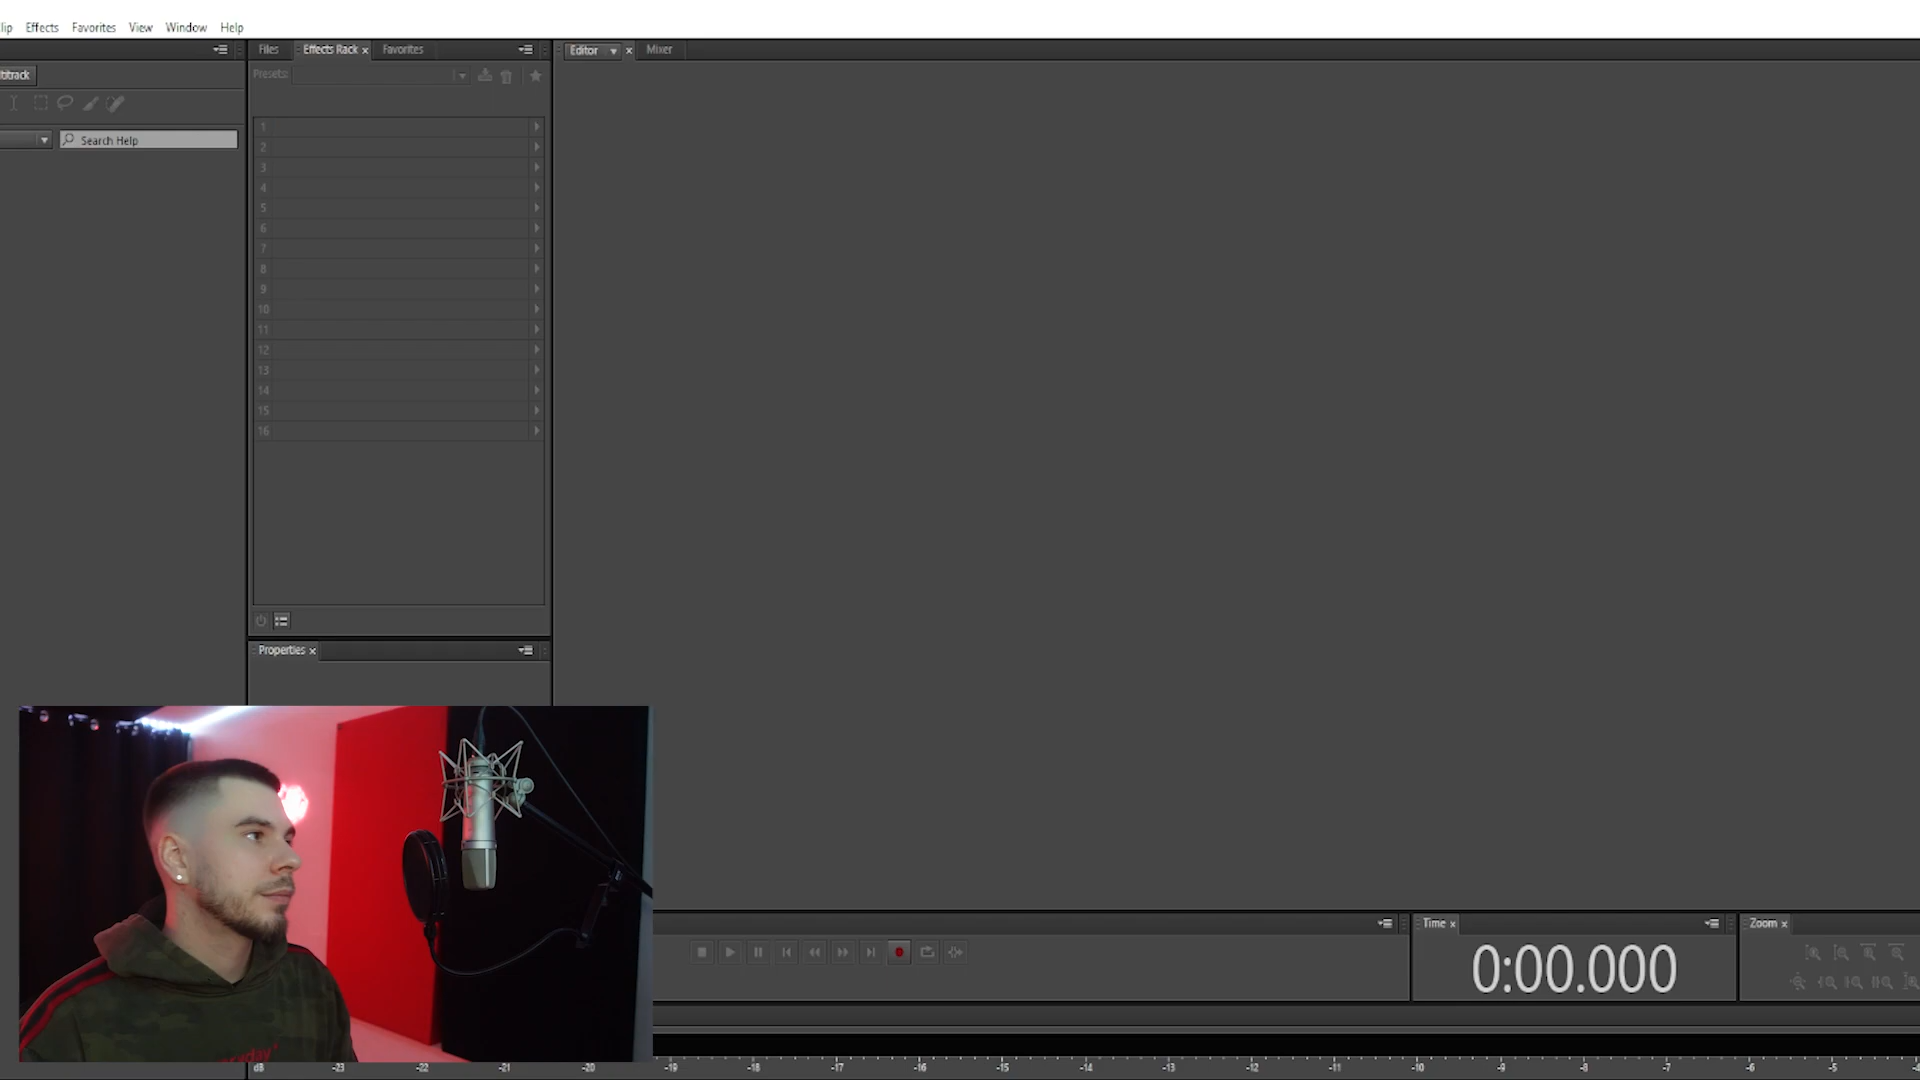 lip Effects Favorites View Window Help
Files Effects Rack x Favorites
Editor x Mixer
titrack
Presets:
Search Help
1
2
3
4
5
6
7
8
9
10
11
12
13
14
15
16
Properties x
Time x
Zoom x
0:00.000
dB -23 -22 -21 -20 -19 -18 -17 -16 -15 -14 -13 -12 -11 -10 -9 -8 -7 -6 -5